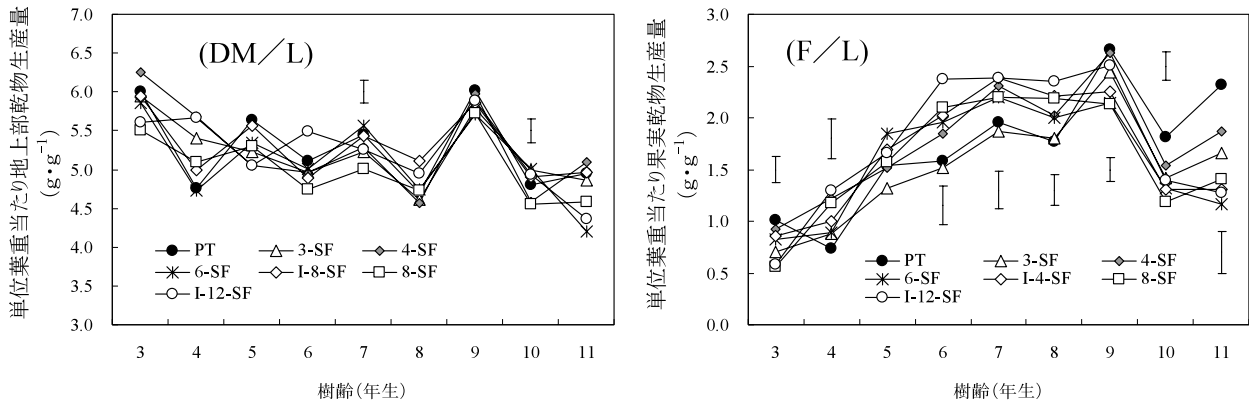 単位葉重当たり地上部乾物生産量
(g・g⁻¹)
(DM/L)
7.0
6.5
6.0
5.5
5.0
4.5
4.0
3.5
3.0
PT 3-SF 4-SF
6-SF I-8-SF 8-SF
I-12-SF
3 4 5 6 7 8 9 10 11
樹齢(年生)
単位葉重当たり果実乾物生産量
(g・g⁻¹)
(F/L)
3.0
2.5
2.0
1.5
1.0
0.5
0.0
PT 3-SF 4-SF
6-SF I-4-SF 8-SF
I-12-SF
3 4 5 6 7 8 9 10 11
樹齢(年生)